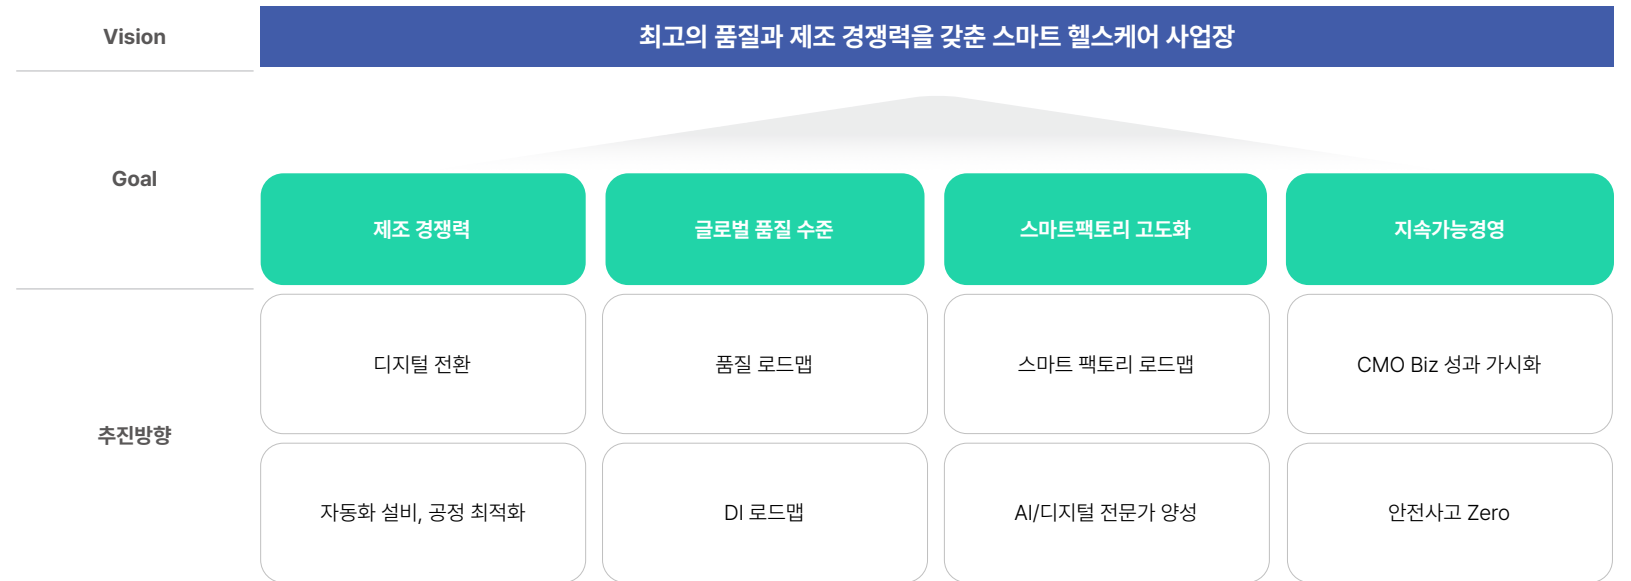 Vision
최고의 품질과 제조 경쟁력을 갖춘 스마트 헬스케어 사업장
Goal
제조 경쟁력
글로벌 품질 수준
스마트팩토리 고도화
지속가능경영
추진방향
디지털 전환
품질 로드맵
스마트 팩토리 로드맵
CMO Biz 성과 가시화
자동화 설비, 공정 최적화
DI 로드맵
AI/디지털 전문가 양성
안전사고 Zero